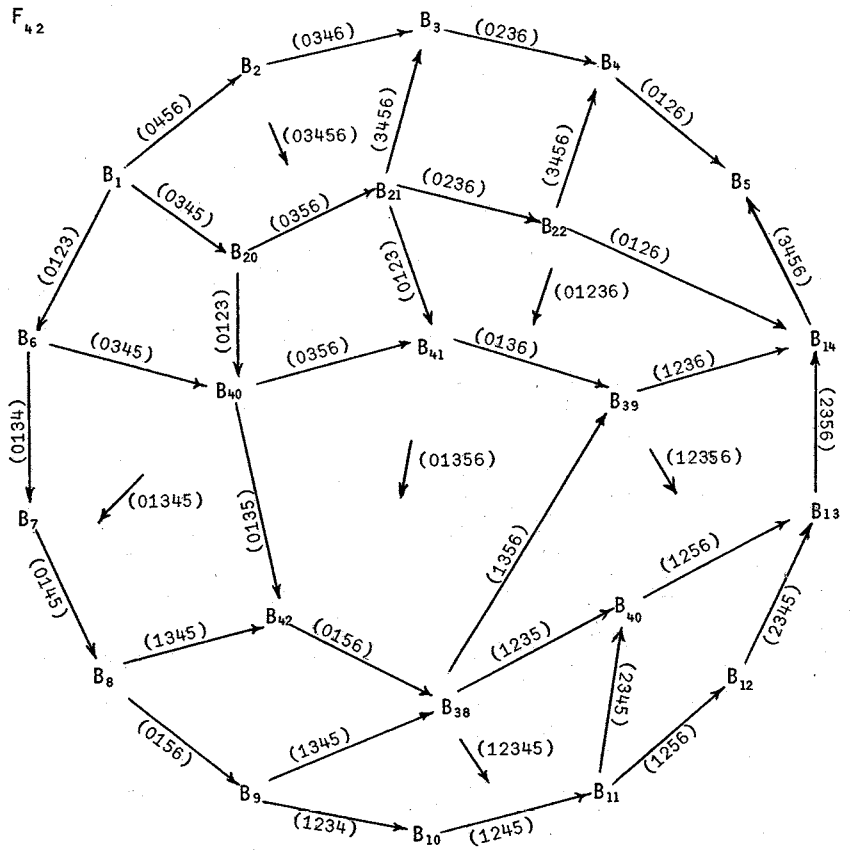 F₄₂
B₃
(0346)
(0236)
B₂
B₄
(0456)
(03456)
(3456)
(3456)
(0126)
B₁
(0345)
(0356)
B₂₁
(0236)
B₅
(0123)
B₂₀
B₂₂
(0126)
(3456)
(0123)
(0123)
(01236)
B₆
(0345)
(0356)
B₄₁
(0136)
B₁₄
B₄₀
(1236)
B₃₉
(0134)
(2356)
(01356)
(12356)
(01345)
B₇
(0135)
B₁₃
(0145)
(1356)
(1256)
B₄₂
(1345)
(0156)
(1235)
B₄₀
(2345)
B₈
B₁₂
B₃₈
(2345)
(0156)
(1345)
(12345)
(1256)
B₉
B₁₁
(1234)
B₁₀
(1245)